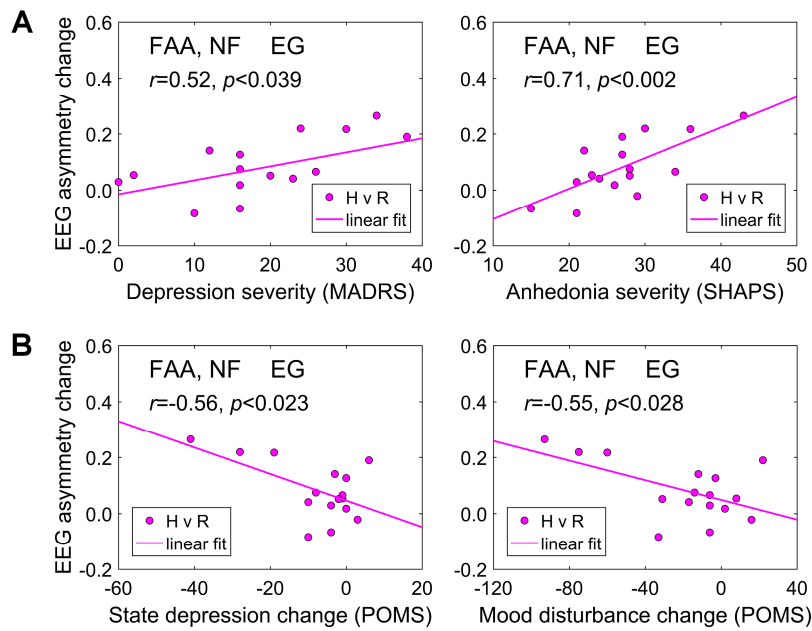 A
FAA, NF EG
r=0.52, p<0.039
EEG asymmetry change
0.6
0.4
0.2
0.0
-0.2
0 10 20 30 40
Depression severity (MADRS)
H v R
linear fit
FAA, NF EG
r=0.71, p<0.002
0.6
0.4
0.2
0.0
-0.2
10 20 30 40 50
Anhedonia severity (SHAPS)
H v R
linear fit
B
FAA, NF EG
r=-0.56, p<0.023
EEG asymmetry change
0.6
0.4
0.2
0.0
-0.2
-60 -40 -20 0 20
State depression change (POMS)
H v R
linear fit
FAA, NF EG
r=-0.55, p<0.028
0.6
0.4
0.2
0.0
-0.2
-120 -80 -40 0 40
Mood disturbance change (POMS)
H v R
linear fit